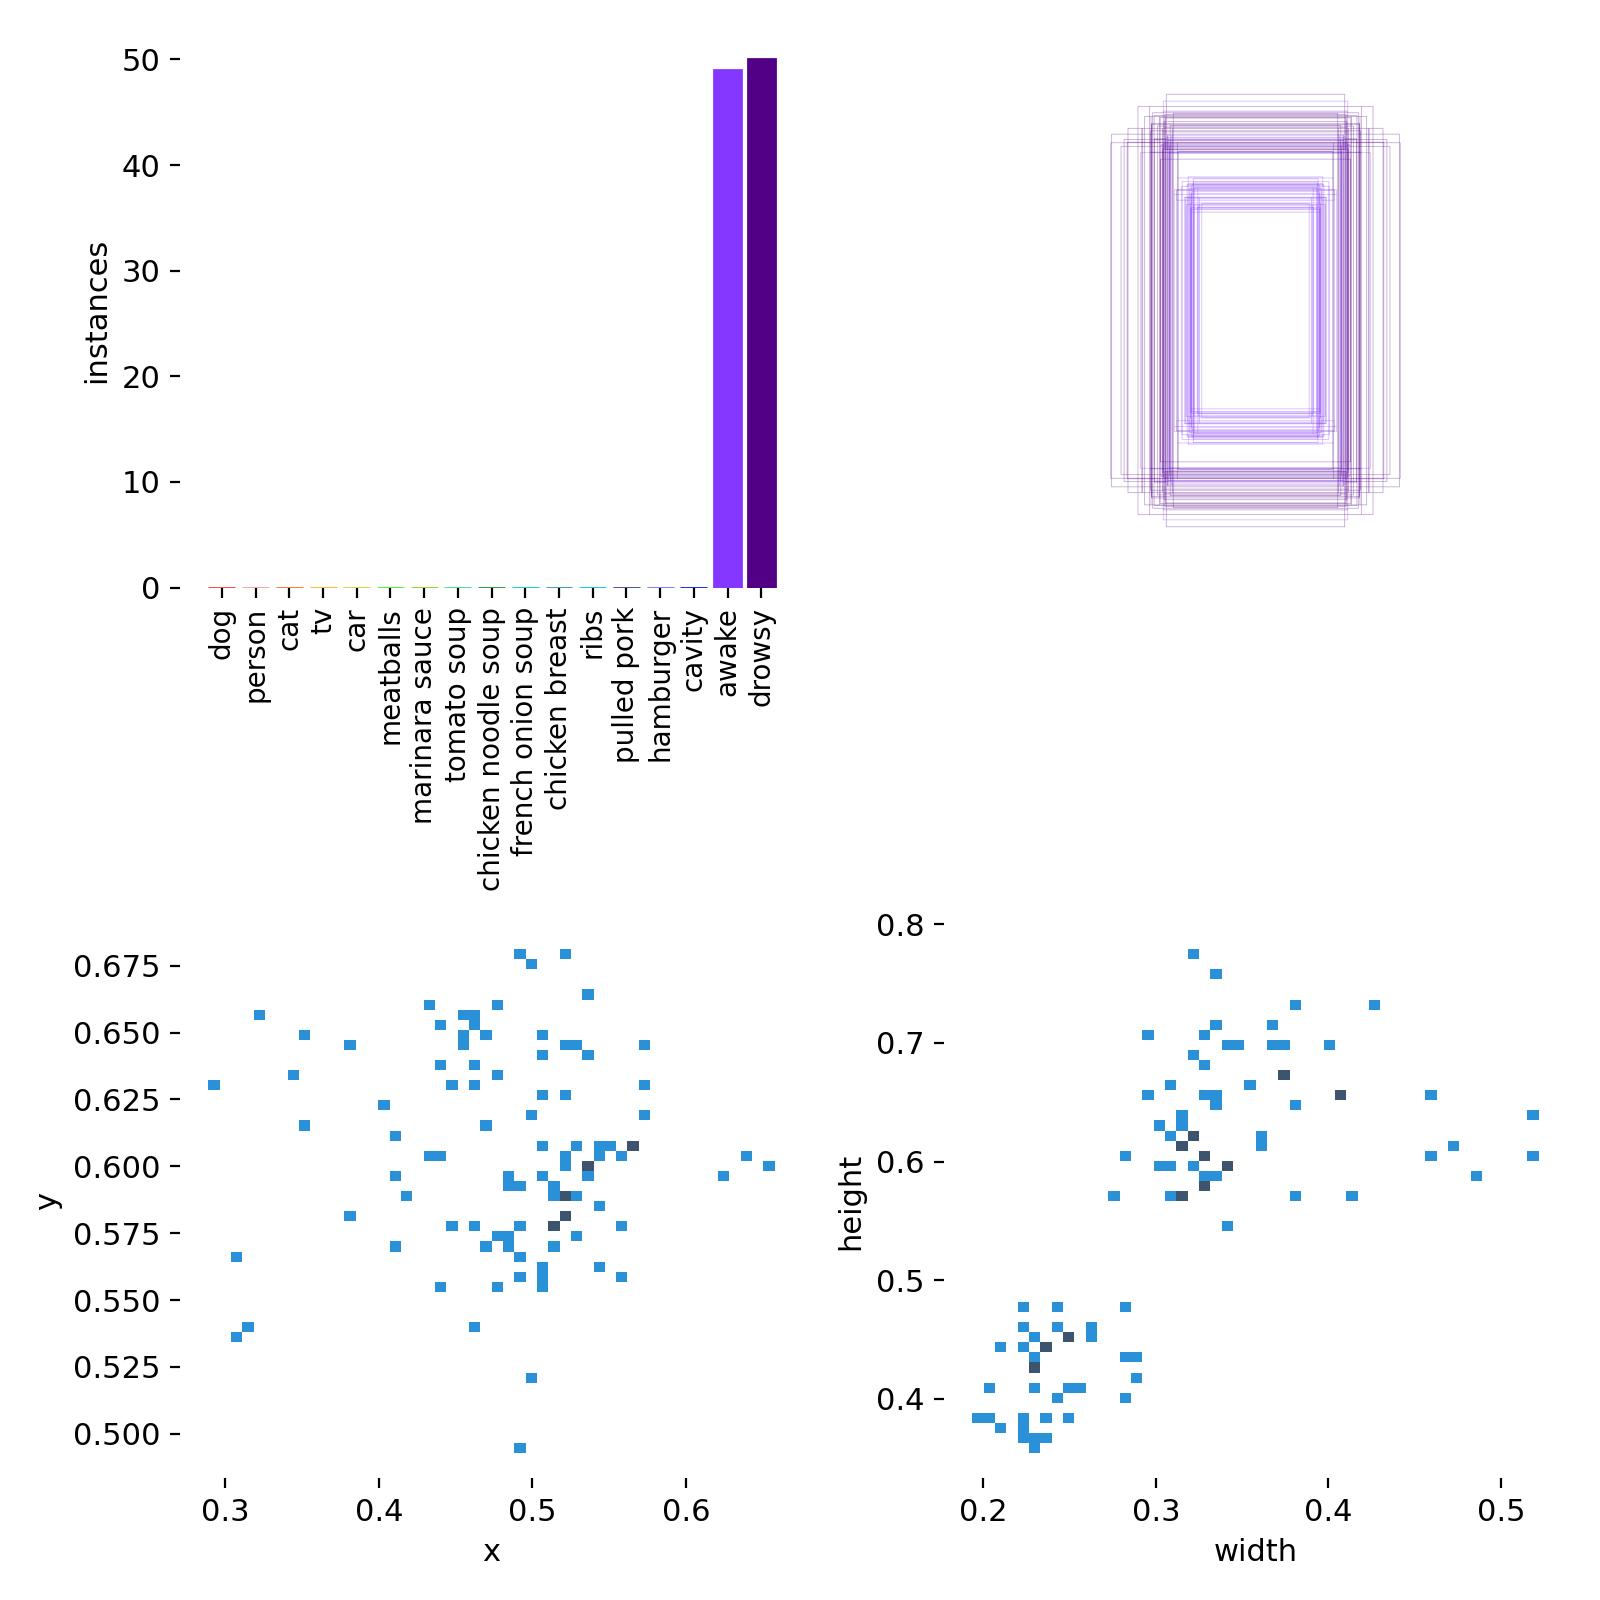 50
40
30
20
10
0
instances
dog
person
cat
tv
car
meatballs
marinara sauce
tomato soup
chicken noodle soup
french onion soup
chicken breast
ribs
pulled pork
hamburger
cavity
awake
drowsy
0.675
0.650
0.625
0.600
0.575
0.550
0.525
0.500
y
0.3 0.4 0.5 0.6
x
0.8
0.7
0.6
0.5
0.4
height
0.2 0.3 0.4 0.5
width